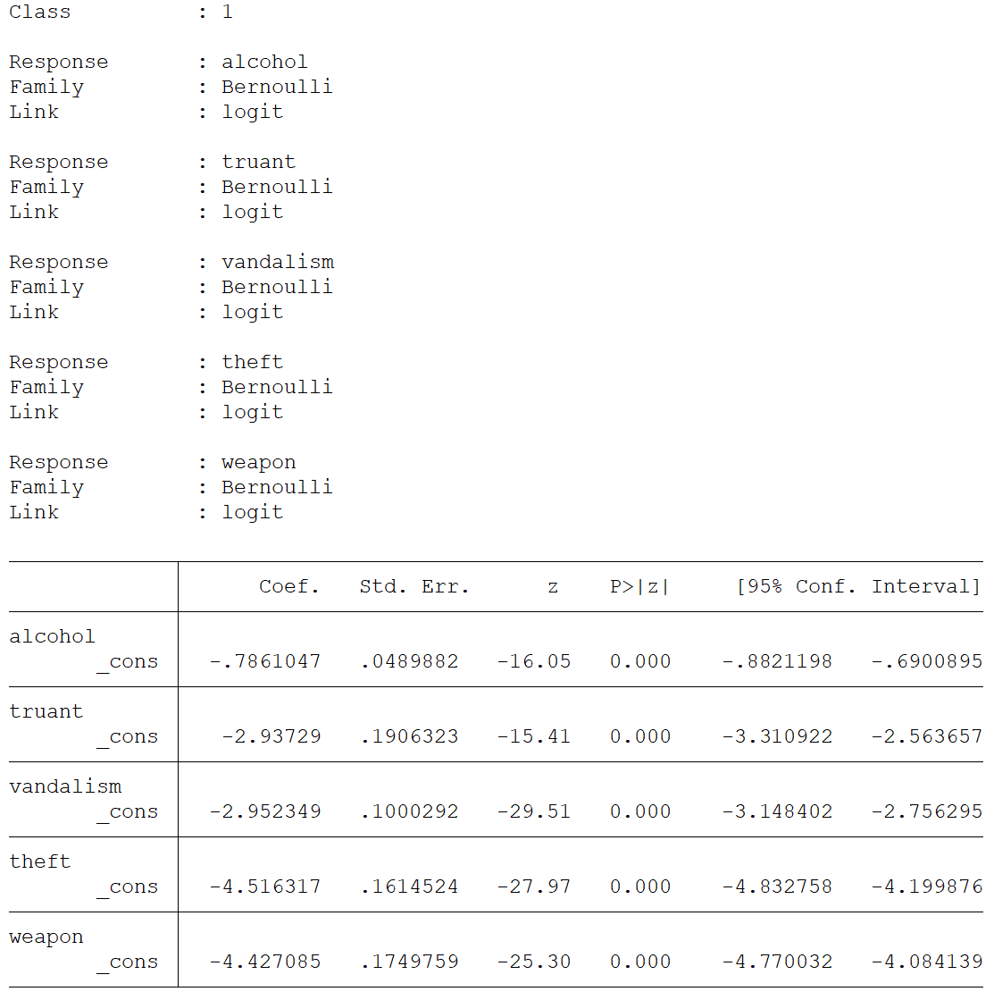 Class : 1
Response : alcohol
Family : Bernoulli
Link : logit
Response : truant
Family : Bernoulli
Link : logit
Response : vandalism
Family : Bernoulli
Link : logit
Response : theft
Family : Bernoulli
Link : logit
Response : weapon
Family : Bernoulli
Link : logit
Coef. Std. Err. z P>|z| [95% Conf. Interval]
alcohol
_cons -.7861047 .0489882 -16.05 0.000 -.8821198 -.6900895
truant
_cons -2.93729 .1906323 -15.41 0.000 -3.310922 -2.563657
vandalism
_cons -2.952349 .1000292 -29.51 0.000 -3.148402 -2.756295
theft
_cons -4.516317 .1614524 -27.97 0.000 -4.832758 -4.199876
weapon
_cons -4.427085 .1749759 -25.30 0.000 -4.770032 -4.084139